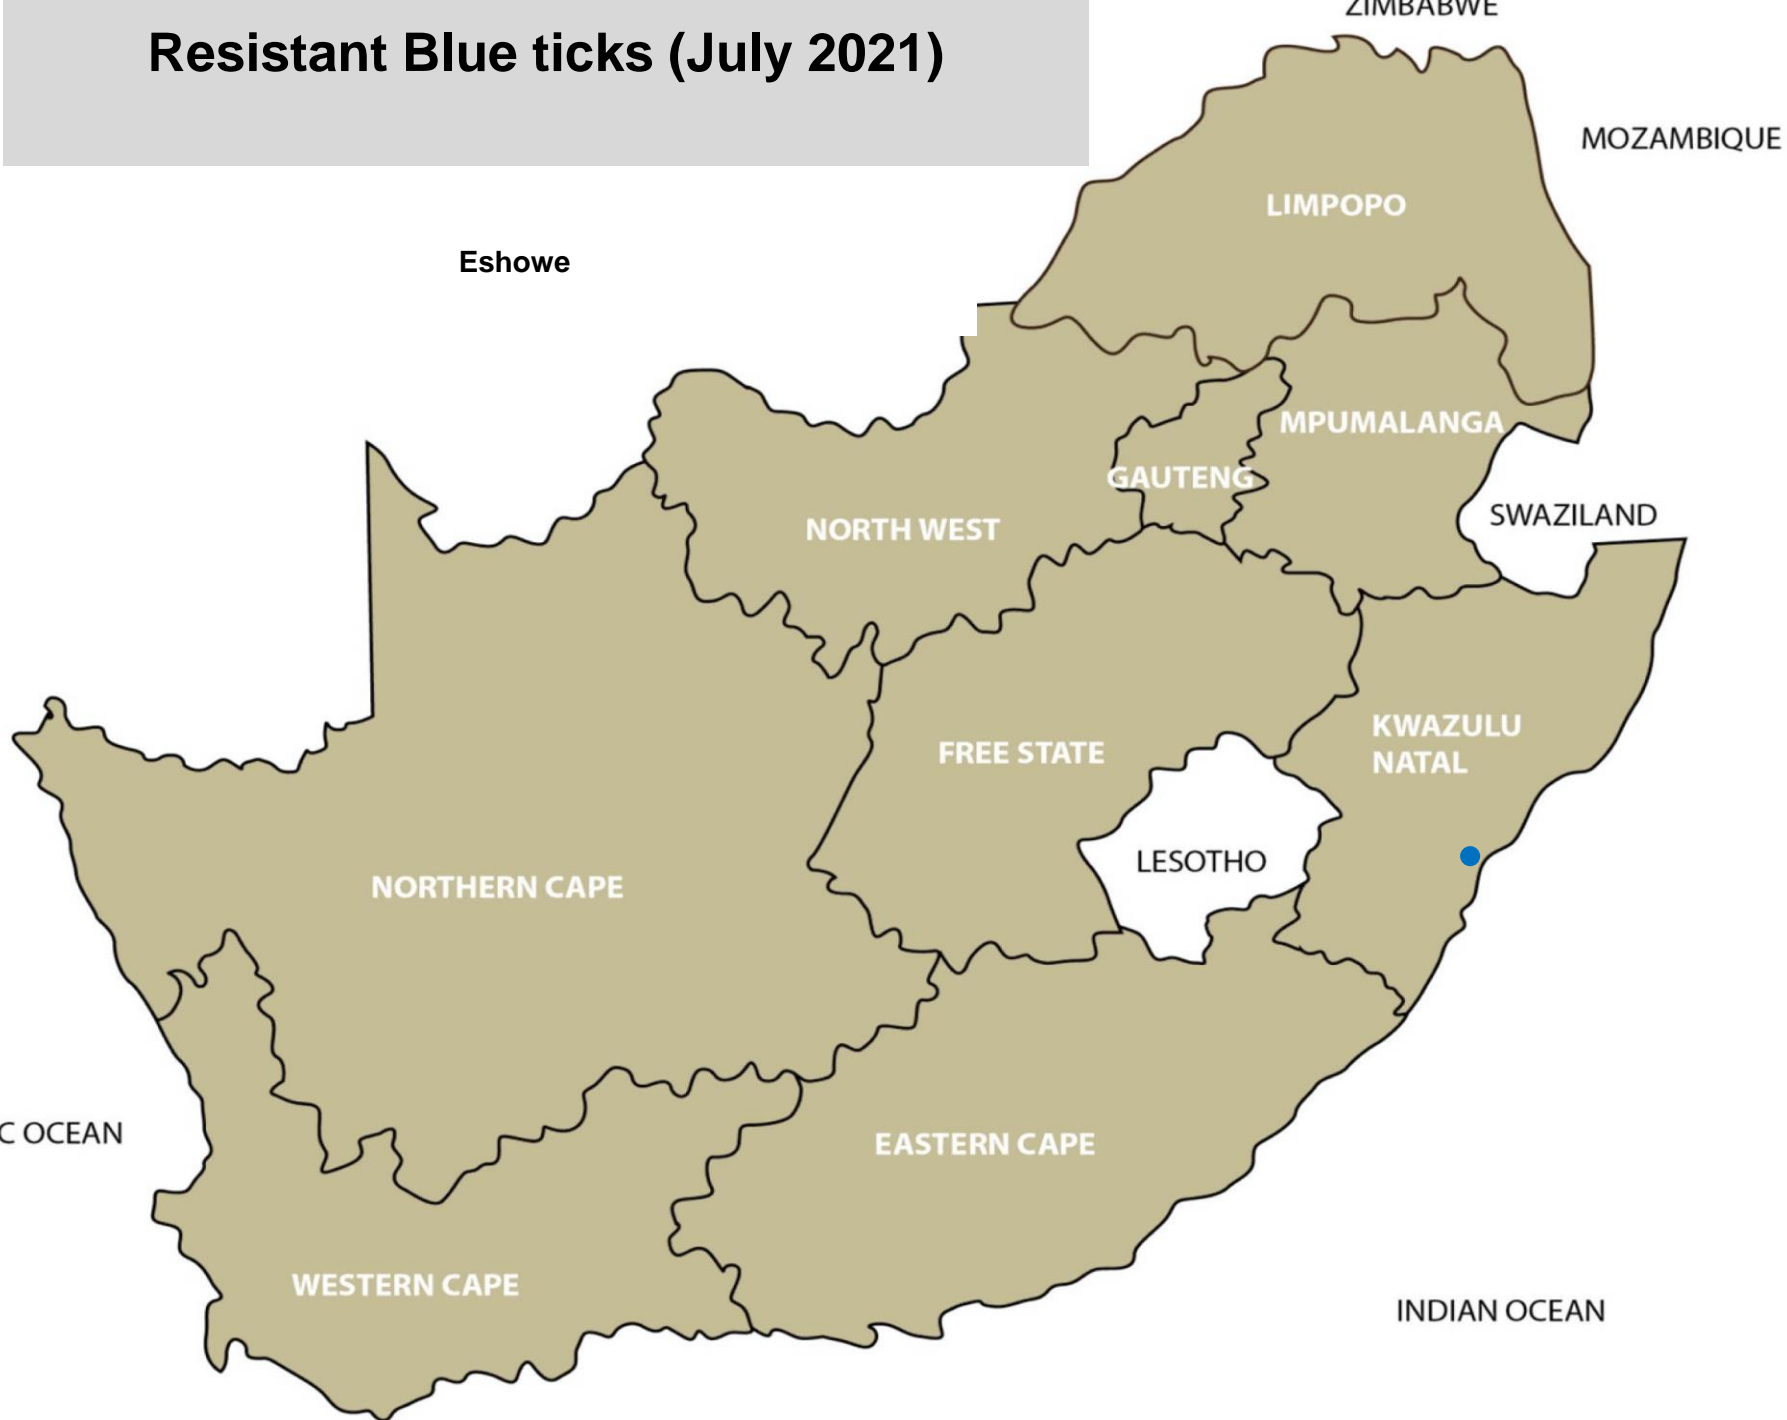 ZIMBABWE
Resistant Blue ticks (July 2021)
MOZAMBIQUE
LIMPOPO
Eshowe
MPUMALANGA
GAUTENG
SWAZILAND
NORTH WEST
KWAZULU
NATAL
FREE STATE
LESOTHO
NORTHERN CAPE
C OCEAN
EASTERN CAPE
WESTERN CAPE
INDIAN OCEAN